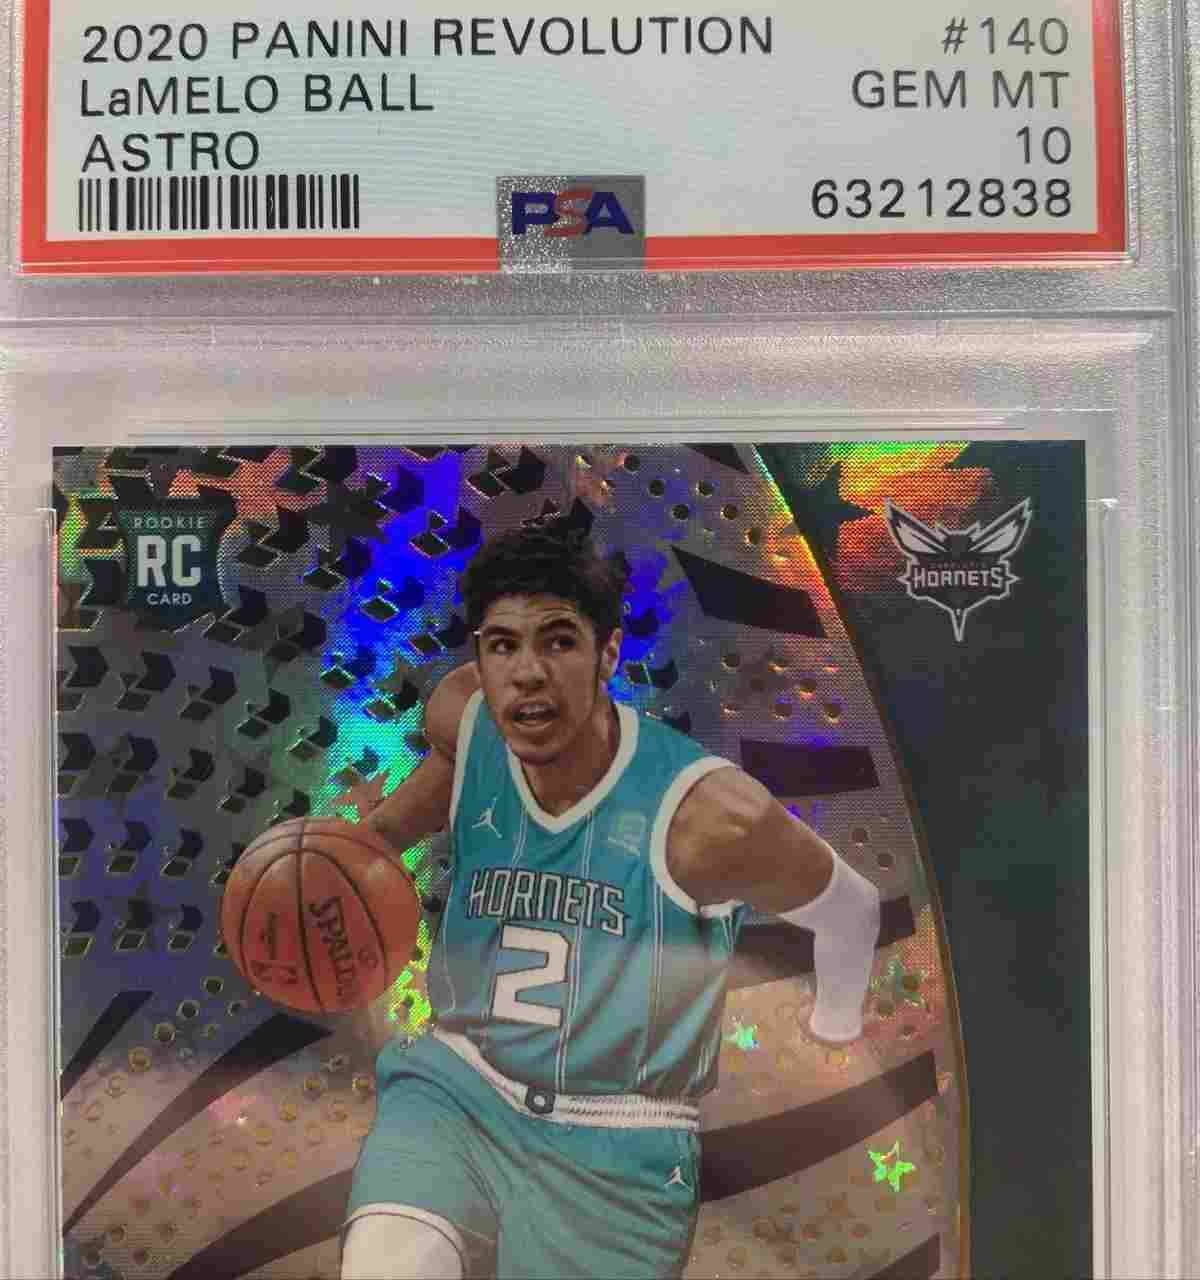 2020 PANINI REVOLUTION #140
LaMELO BALL GEM MT
ASTRO 10
PSA 63212838
ROOKIE
RC
CARD
HORNETS
SPALDING
HORNETS
2